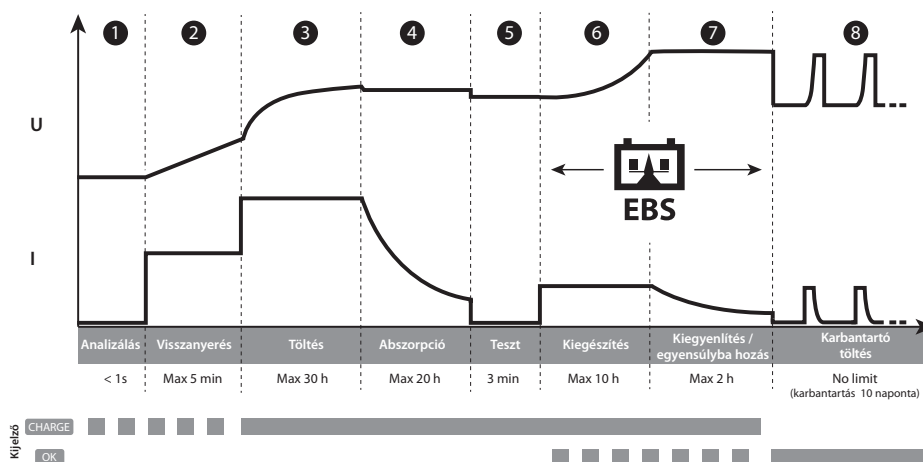 1 2 3 4 5 6 7 8
U
EBS
I
Analizálás Visszanyerés Töltés Abszorpció Teszt Kiegészítés Kiegyenlítés / egyensúlyba hozás Karbantartó töltés
< 1s Max 5 min Max 30 h Max 20 h 3 min Max 10 h Max 2 h No limit
(karbantartás 10 naponta)
Kijelző
CHARGE
OK